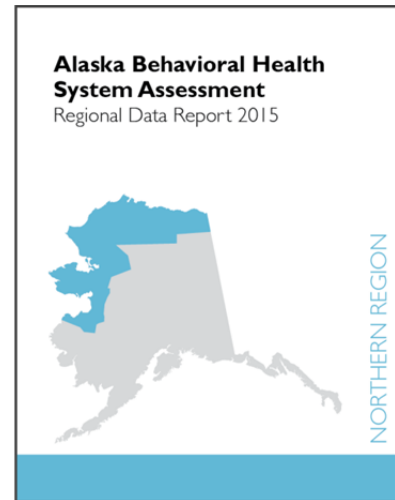 Alaska Behavioral Health
System Assessment
Regional Data Report 2015
NORTHERN REGION